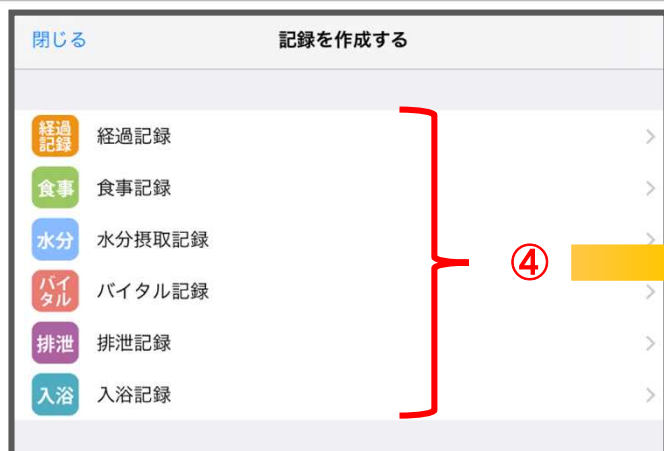 閉じる 記録を作成する
経過
記録 経過記録
食事 食事記録
水分 水分摂取記録
バイ
タル バイタル記録
排泄 排泄記録
入浴 入浴記録
④